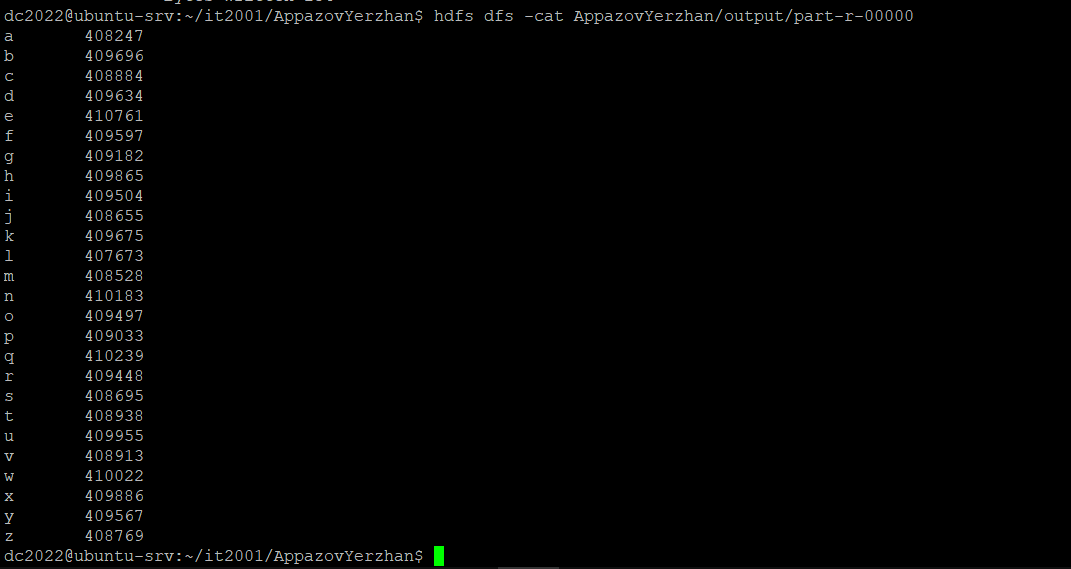 dc2022@ubuntu-srv:~/it2001/AppazovYerzhan$ hdfs dfs -cat AppazovYerzhan/output/part-r-00000
a 408247
b 409696
c 408884
d 409634
e 410761
f 409597
g 409182
h 409865
i 409504
j 408655
k 409675
l 407673
m 408528
n 410183
o 409497
p 409033
q 410239
r 409448
s 408695
t 408938
u 409955
v 408913
w 410022
x 409886
y 409567
z 408769
dc2022@ubuntu-srv:~/it2001/AppazovYerzhan$